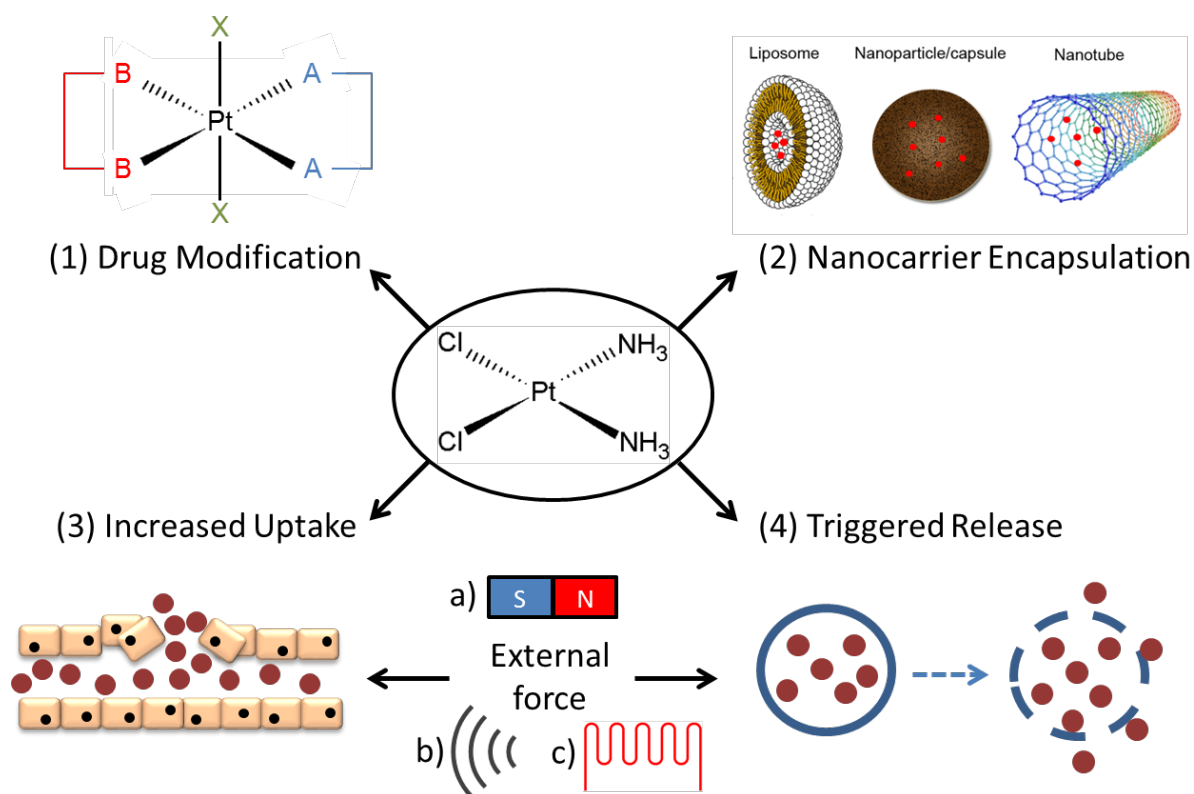 X
B
A
Pt
B
A
X
(1) Drug Modification
Liposome
Nanoparticle/capsule
Nanotube
(2) Nanocarrier Encapsulation
Cl
NH₃
Pt
Cl
NH₃
(3) Increased Uptake
(4) Triggered Release
a)
S
N
External
force
b)
c)